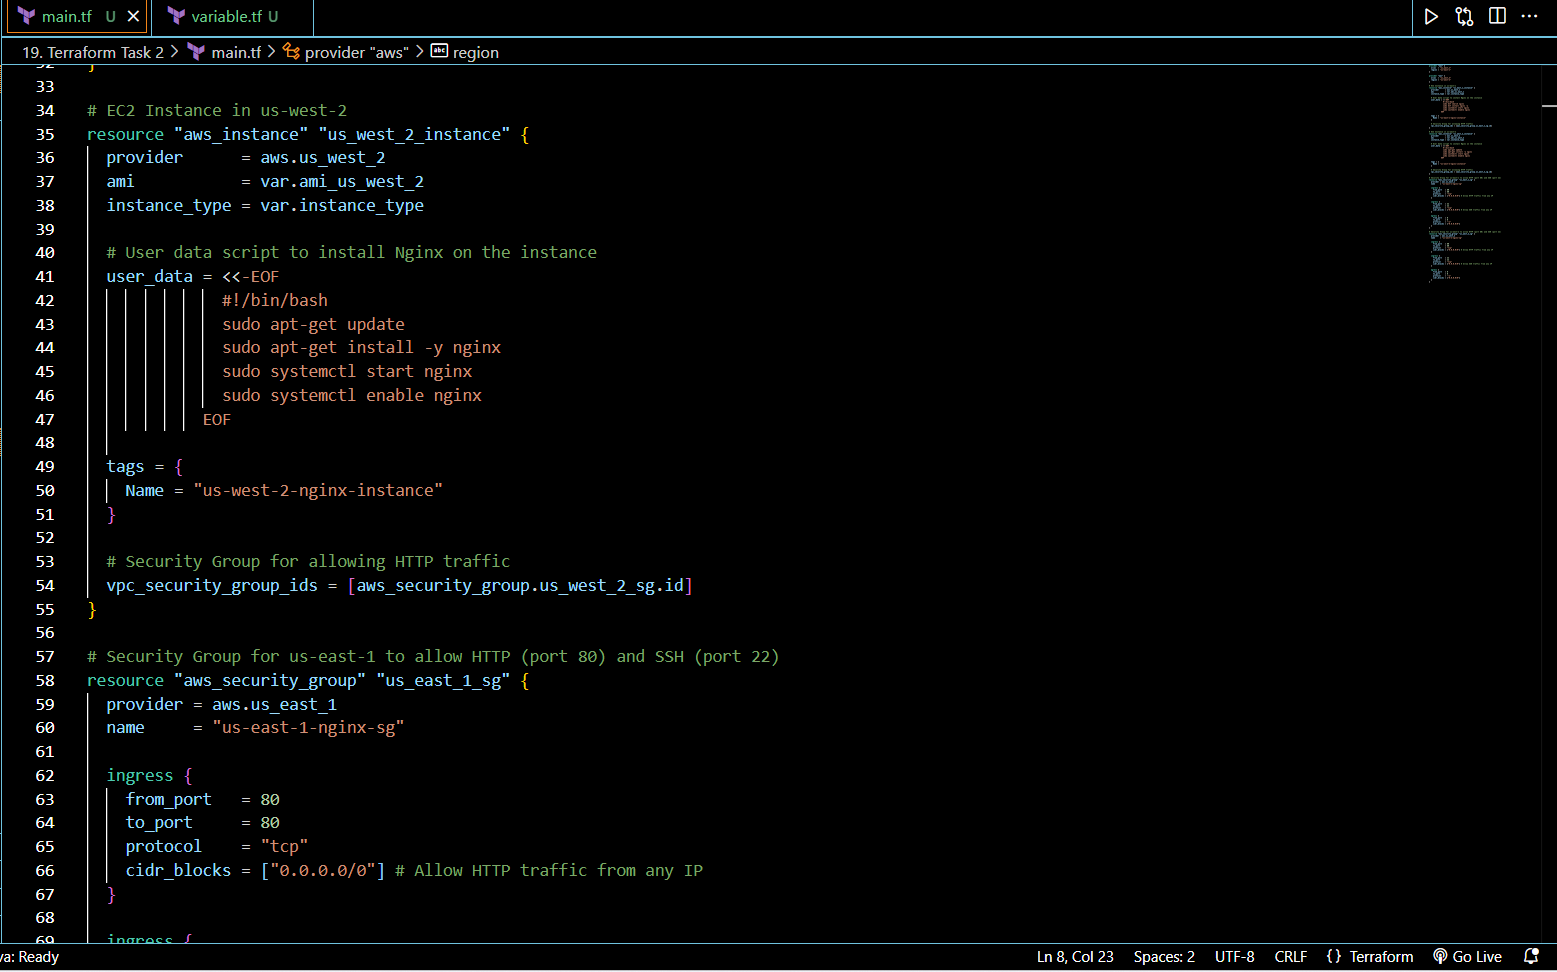 main.tf U
variable.tf U
19. Terraform Task 2 > main.tf > provider "aws" > region
32 }
33
34 # EC2 Instance in us-west-2
35 resource "aws_instance" "us_west_2_instance" {
36 provider = aws.us_west_2
37 ami = var.ami_us_west_2
38 instance_type = var.instance_type
39
40 # User data script to install Nginx on the instance
41 user_data = <<-EOF
42 #!/bin/bash
43 sudo apt-get update
44 sudo apt-get install -y nginx
45 sudo systemctl start nginx
46 sudo systemctl enable nginx
47 EOF
48
49 tags = {
50 Name = "us-west-2-nginx-instance"
51 }
52
53 # Security Group for allowing HTTP traffic
54 vpc_security_group_ids = [aws_security_group.us_west_2_sg.id]
55 }
56
57 # Security Group for us-east-1 to allow HTTP (port 80) and SSH (port 22)
58 resource "aws_security_group" "us_east_1_sg" {
59 provider = aws.us_east_1
60 name = "us-east-1-nginx-sg"
61
62 ingress {
63 from_port = 80
64 to_port = 80
65 protocol = "tcp"
66 cidr_blocks = ["0.0.0.0/0"] # Allow HTTP traffic from any IP
67 }
68
69 ingress {
va: Ready Ln 8, Col 23 Spaces: 2 UTF-8 CRLF {} Terraform Go Live